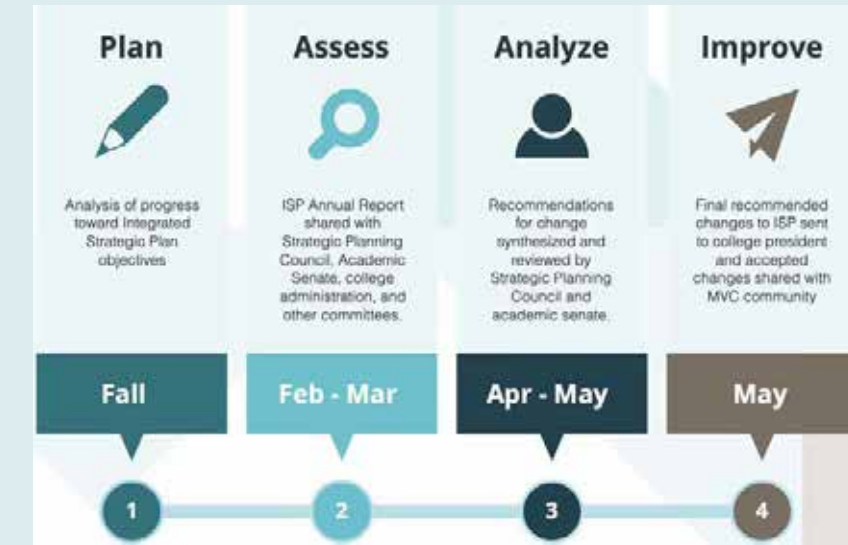 Plan
Analysis of progress
toward Integrated
Strategic Plan
objectives
Fall
1
Assess
ISP Annual Report
shared with
Strategic Planning
Council, Academic
Senate, college
administration, and
other committees.
Feb - Mar
2
Analyze
Recommendations
for change
synthesized and
reviewed by
Strategic Planning
Council and
academic senate.
Apr - May
3
Improve
Final recommended
changes to ISP sent
to college president
and accepted
changes shared with
MVC community
May
4